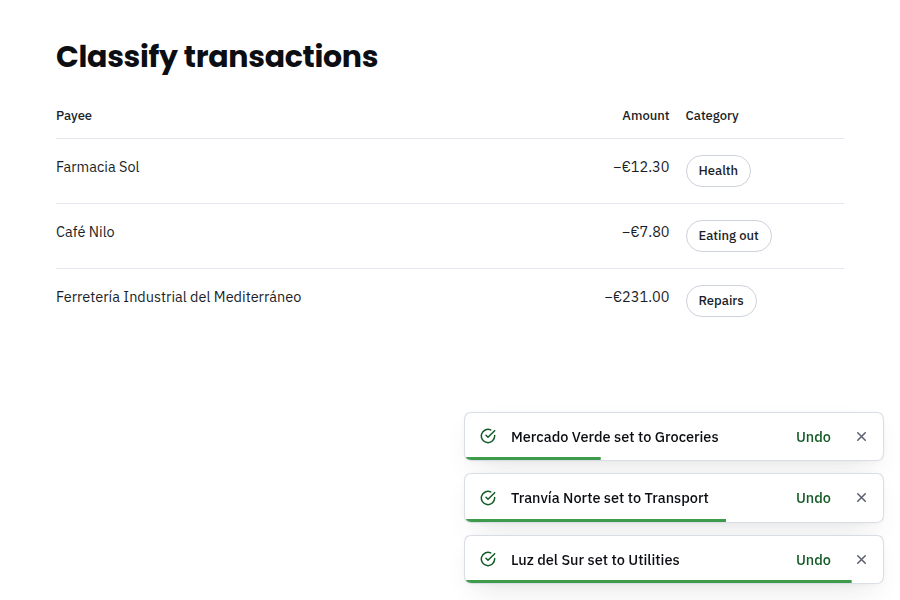 Classify transactions
Payee Amount Category
Farmacia Sol −€12.30 Health
Café Nilo −€7.80 Eating out
Ferretería Industrial del Mediterráneo −€231.00 Repairs
Mercado Verde set to Groceries Undo
Tranvía Norte set to Transport Undo
Luz del Sur set to Utilities Undo